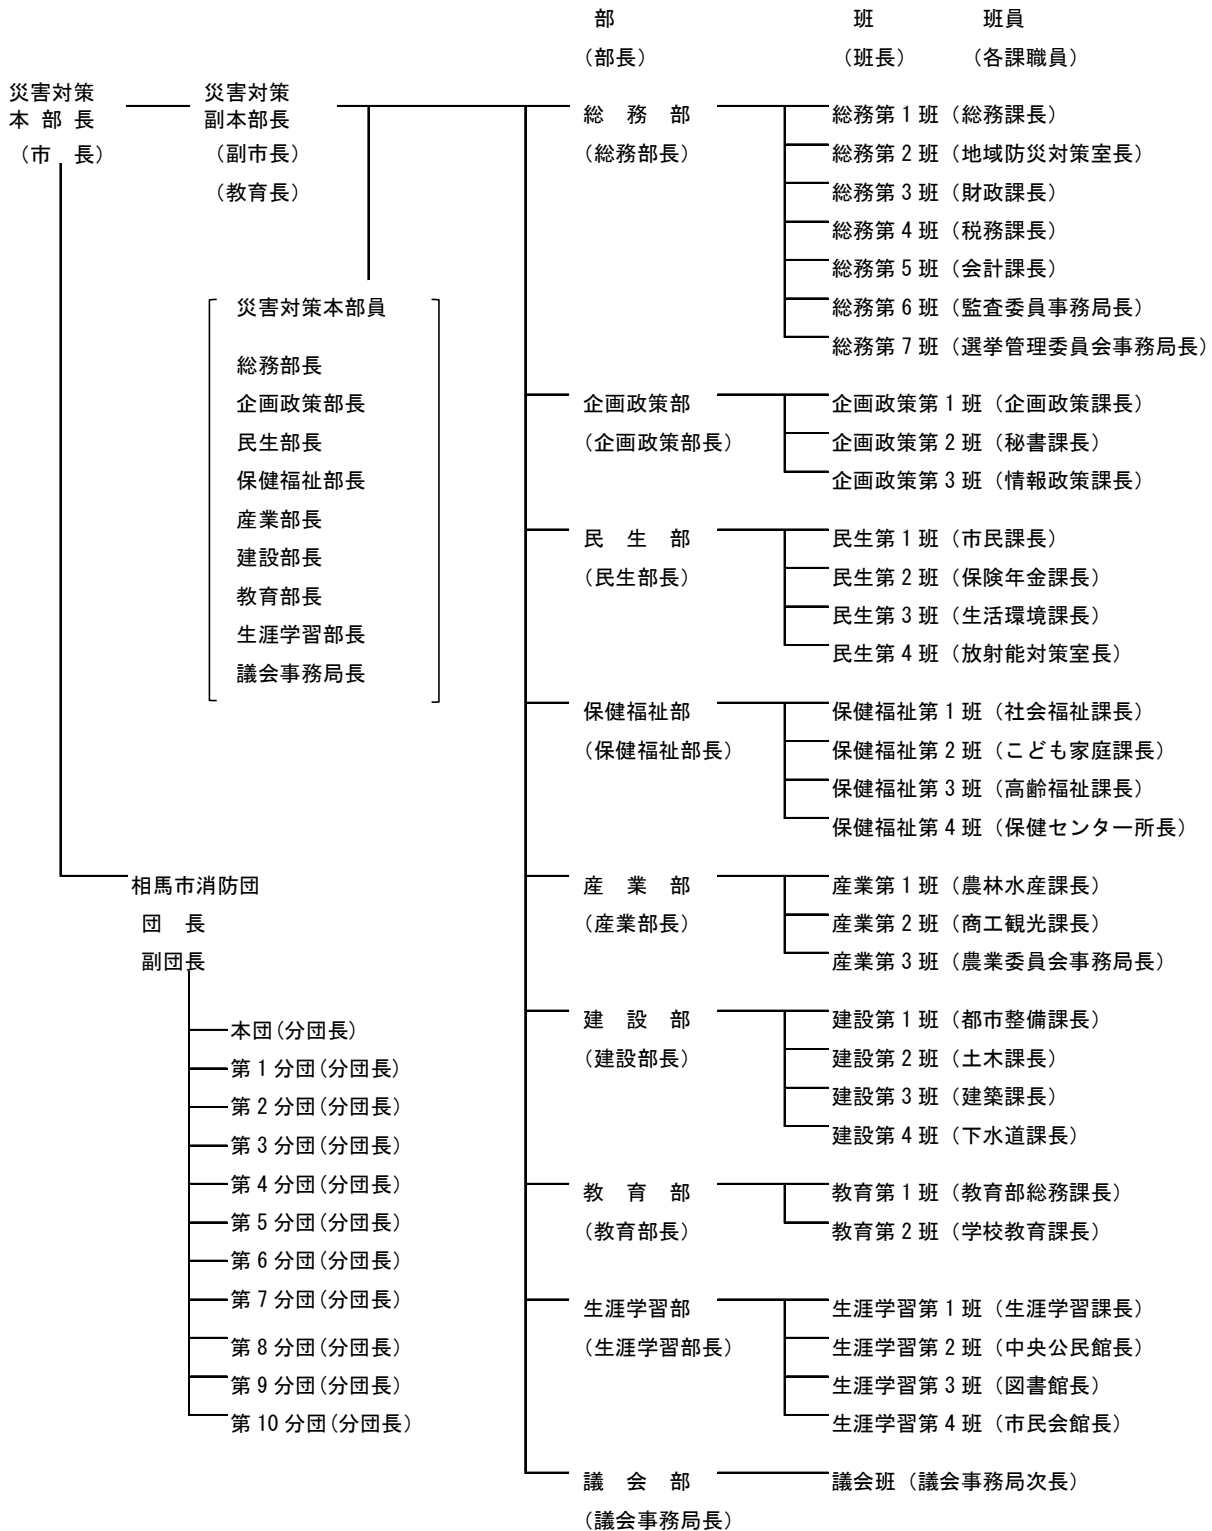 部 班 班員
(部長) (班長) (各課職員)
災害対策
本部長
(市 長)
災害対策
副本部長
(副市長)
(教育長)
災害対策本部員
総務部長
企画政策部長
民生部長
保健福祉部長
産業部長
建設部長
教育部長
生涯学習部長
議会事務局長
相馬市消防団
団 長
副団長
本団(分団長)
第1分団(分団長)
第2分団(分団長)
第3分団(分団長)
第4分団(分団長)
第5分団(分団長)
第6分団(分団長)
第7分団(分団長)
第8分団(分団長)
第9分団(分団長)
第10分団(分団長)
総 務 部
(総務部長)
総務第1班(総務課長)
総務第2班(地域防災対策室長)
総務第3班(財政課長)
総務第4班(税務課長)
総務第5班(会計課長)
総務第6班(監査委員事務局長)
総務第7班(選挙管理委員会事務局長)
企画政策部
(企画政策部長)
企画政策第1班(企画政策課長)
企画政策第2班(秘書課長)
企画政策第3班(情報政策課長)
民 生 部
(民生部長)
民生第1班(市民課長)
民生第2班(保険年金課長)
民生第3班(生活環境課長)
民生第4班(放射能対策室長)
保健福祉部
(保健福祉部長)
保健福祉第1班(社会福祉課長)
保健福祉第2班(こども家庭課長)
保健福祉第3班(高齢福祉課長)
保健福祉第4班(保健センター所長)
産 業 部
(産業部長)
産業第1班(農林水産課長)
産業第2班(商工観光課長)
産業第3班(農業委員会事務局長)
建 設 部
(建設部長)
建設第1班(都市整備課長)
建設第2班(土木課長)
建設第3班(建築課長)
建設第4班(下水道課長)
教 育 部
(教育部長)
教育第1班(教育部総務課長)
教育第2班(学校教育課長)
生涯学習部
(生涯学習部長)
生涯学習第1班(生涯学習課長)
生涯学習第2班(中央公民館長)
生涯学習第3班(図書館長)
生涯学習第4班(市民会館長)
議 会 部
(議会事務局長)
議会班(議会事務局次長)